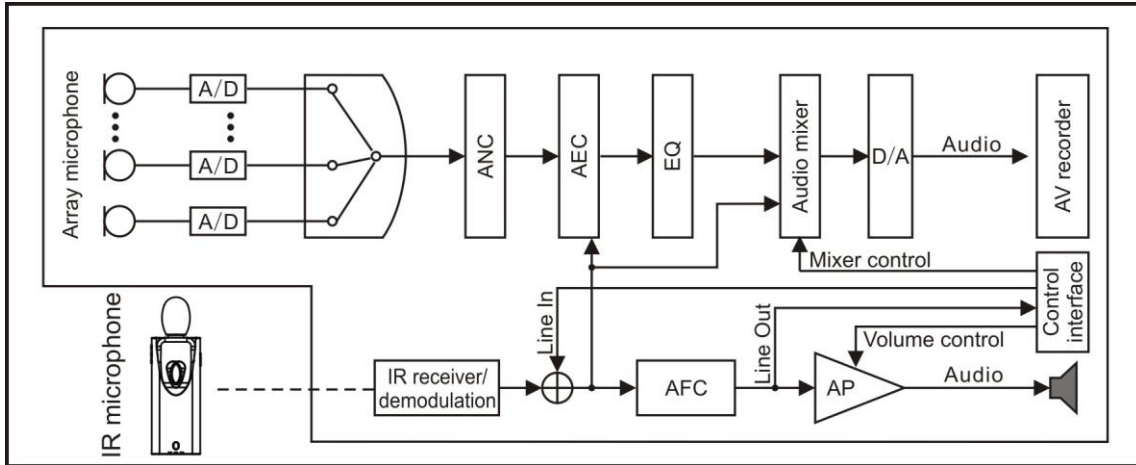 Array microphone
A/D
A/D
A/D
ANC
AEC
EQ
Audio mixer
D/A
Audio
AV recorder
Mixer control
Control
interface
Line In
Line Out
Volume control
IR microphone
IR receiver/
demodulation
AFC
AP
Audio